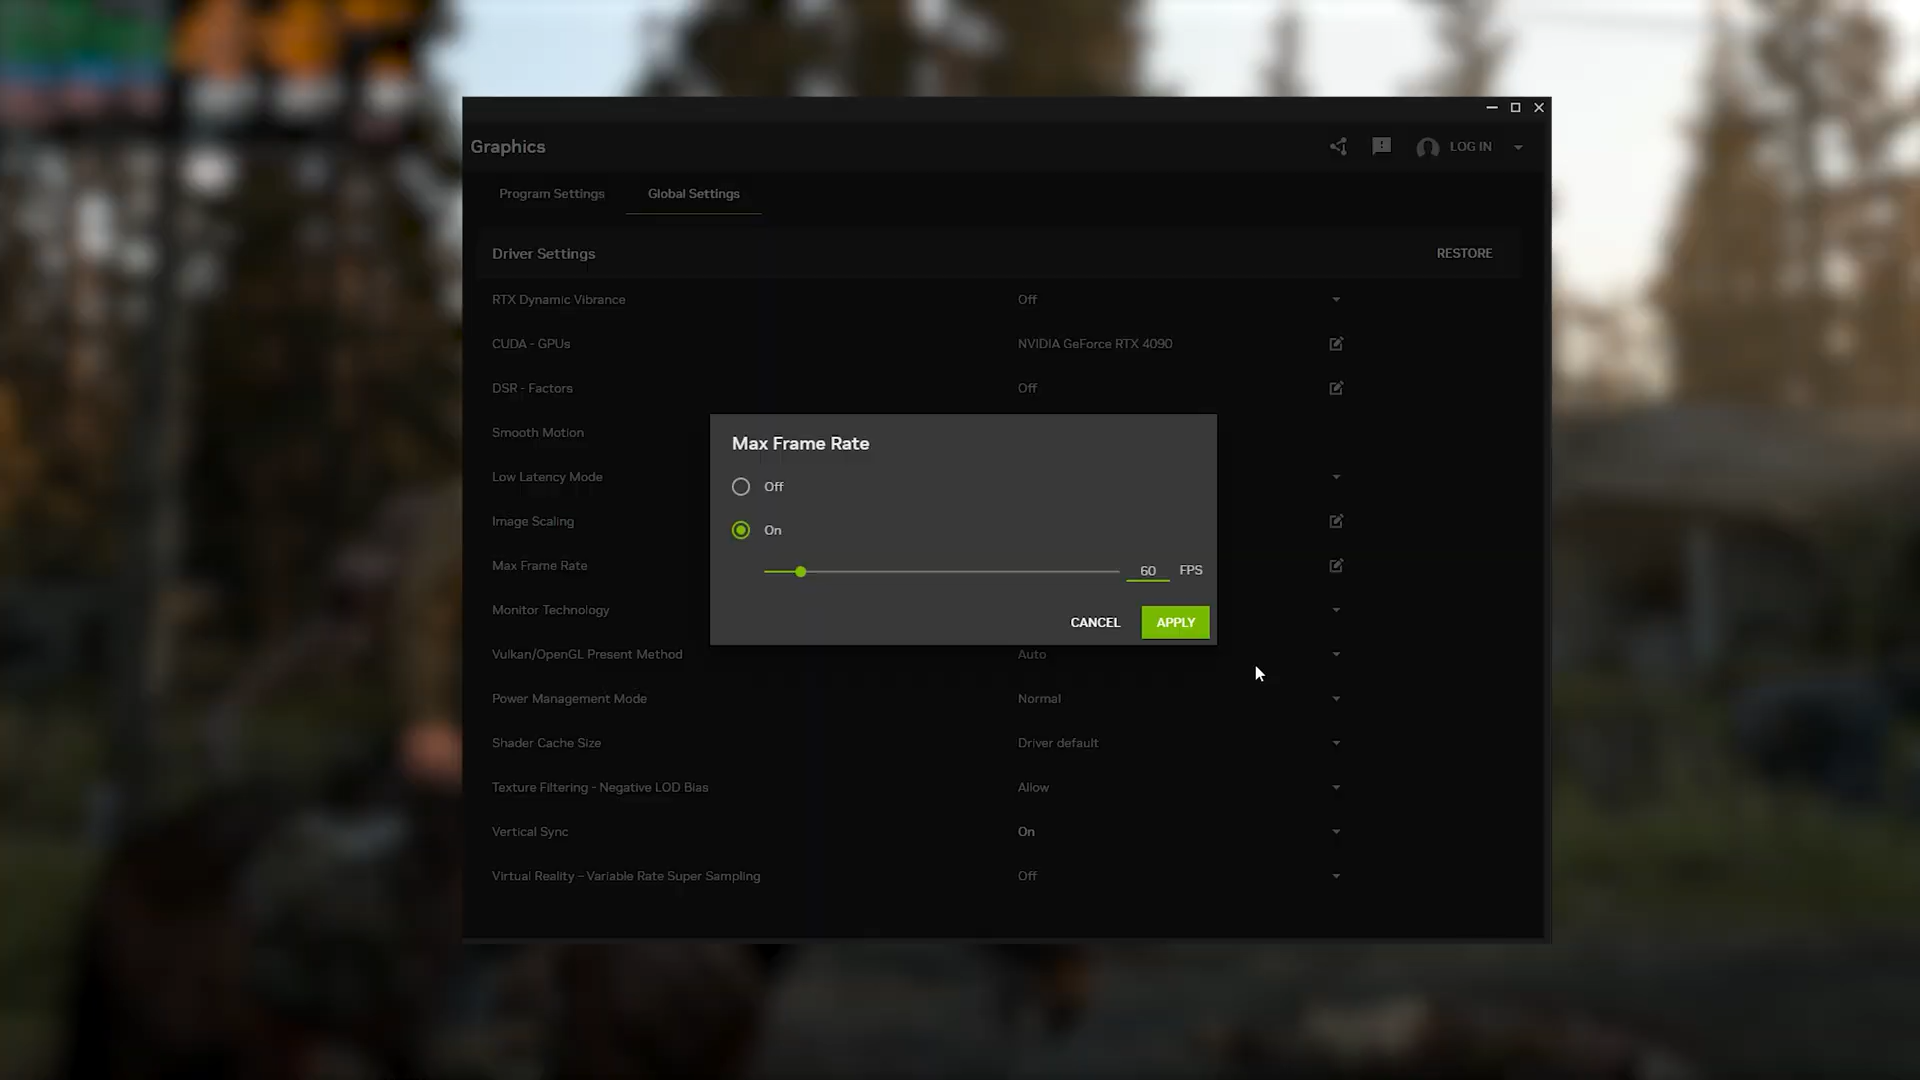 Graphics
LOG IN
Program Settings Global Settings
Driver Settings RESTORE
RTX Dynamic Vibrance Off
CUDA - GPUs NVIDIA GeForce RTX 4090
DSR - Factors Off
Smooth Motion
Low Latency Mode
Image Scaling
Max Frame Rate
Monitor Technology
Max Frame Rate
Off
On
60 FPS
CANCEL APPLY
Vulkan/OpenGL Present Method Auto
Power Management Mode Normal
Shader Cache Size Driver default
Texture Filtering - Negative LOD Bias Allow
Vertical Sync On
Virtual Reality – Variable Rate Super Sampling Off